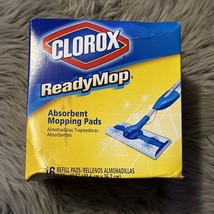 CLOROX
ReadyMop
Absorbent
Mopping Pads
Almohadillas Trapeadoras
Absorbentes
16 REFILL PADS/RELLENOS ALMOHADILLAS